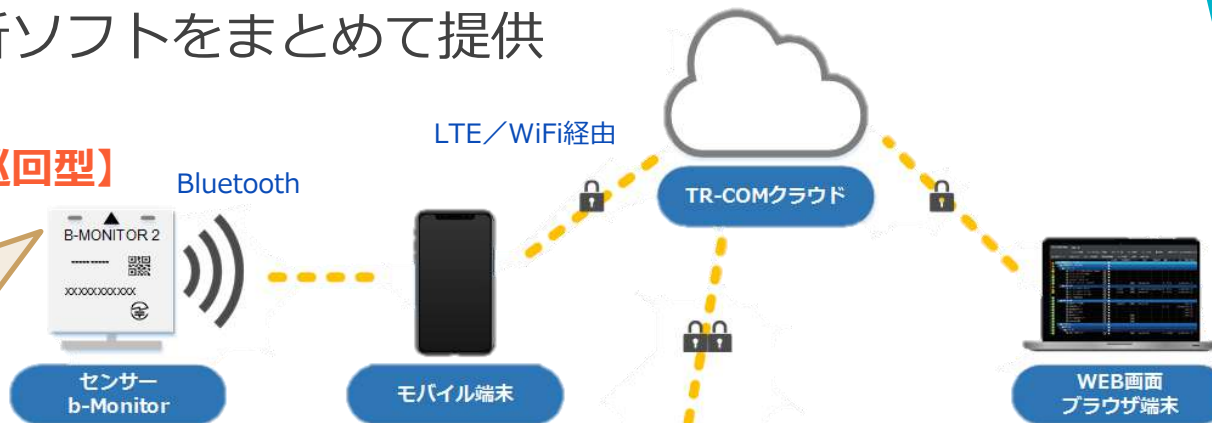 ソフトをまとめて提供
LTE／WiFi経由
回型】
Bluetooth
TR-COMクラウド
B-MONITOR 2
XXXXXXXXXXX
センサー
b-Monitor
モバイル端末
WEB画面
ブラウザ端末